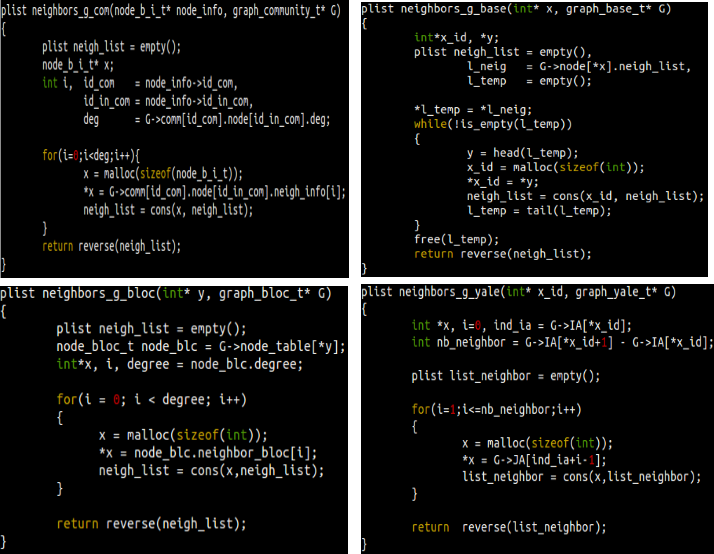 plist neighbors_g_com(node_b_i_t* node_info, graph_community_t* G)
{
plist neigh_list = empty();
node_b_i_t* x;
int i, id_com = node_info->id_com,
id_in_com = node_info->id_in_com,
deg = G->comm[id_com].node[id_in_com].deg;
for(i=0;i<deg;i++){
x = malloc(sizeof(node_b_i_t));
*x = G->comm[id_com].node[id_in_com].neigh_info[i];
neigh_list = cons(x, neigh_list);
}
return reverse(neigh_list);
}
plist neighbors_g_base(int* x, graph_base_t* G)
{
int*x_id, *y;
plist neigh_list = empty(),
l_neig = G->node[*x].neigh_list,
l_temp = empty();
*l_temp = *l_neig;
while(!is_empty(l_temp))
{
y = head(l_temp);
x_id = malloc(sizeof(int));
*x_id = *y;
neigh_list = cons(x_id, neigh_list);
l_temp = tail(l_temp);
}
free(l_temp);
return reverse(neigh_list);
}
plist neighbors_g_bloc(int* y, graph_bloc_t* G)
{
plist neigh_list = empty();
node_bloc_t node_blc = G->node_table[*y];
int*x, i, degree = node_blc.degree;
for(i = 0; i < degree; i++)
{
x = malloc(sizeof(int));
*x = node_blc.neighbor_bloc[i];
neigh_list = cons(x,neigh_list);
}
return reverse(neigh_list);
}
plist neighbors_g_yale(int* x_id, graph_yale_t* G)
{
int *x, i=0, ind_ia = G->IA[*x_id];
int nb_neighbor = G->IA[*x_id+1] - G->IA[*x_id];
plist list_neighbor = empty();
for(i=1;i<=nb_neighbor;i++)
{
x = malloc(sizeof(int));
*x = G->JA[ind_ia+i-1];
list_neighbor = cons(x,list_neighbor);
}
return reverse(list_neighbor);
}